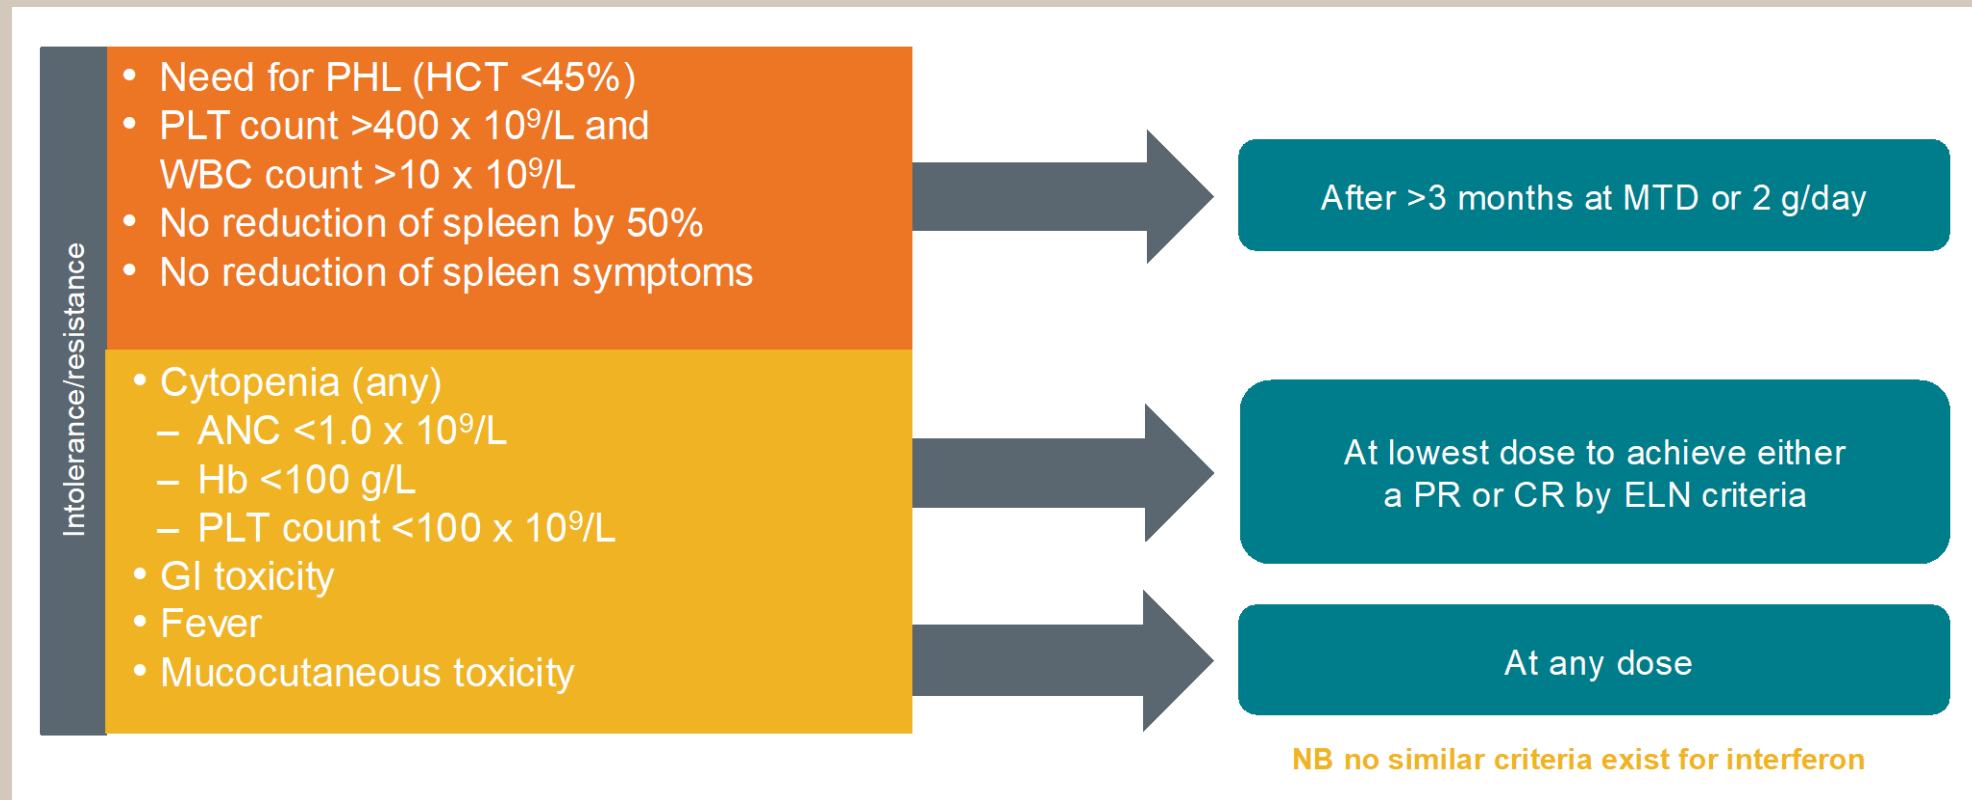 Intolerance/resistance
• Need for PHL (HCT <45%)
• PLT count >400 x 10⁹/L and
WBC count >10 x 10⁹/L
• No reduction of spleen by 50%
• No reduction of spleen symptoms
After >3 months at MTD or 2 g/day
• Cytopenia (any)
– ANC <1.0 x 10⁹/L
– Hb <100 g/L
– PLT count <100 x 10⁹/L
• GI toxicity
• Fever
• Mucocutaneous toxicity
At lowest dose to achieve either
a PR or CR by ELN criteria
At any dose
NB no similar criteria exist for interferon